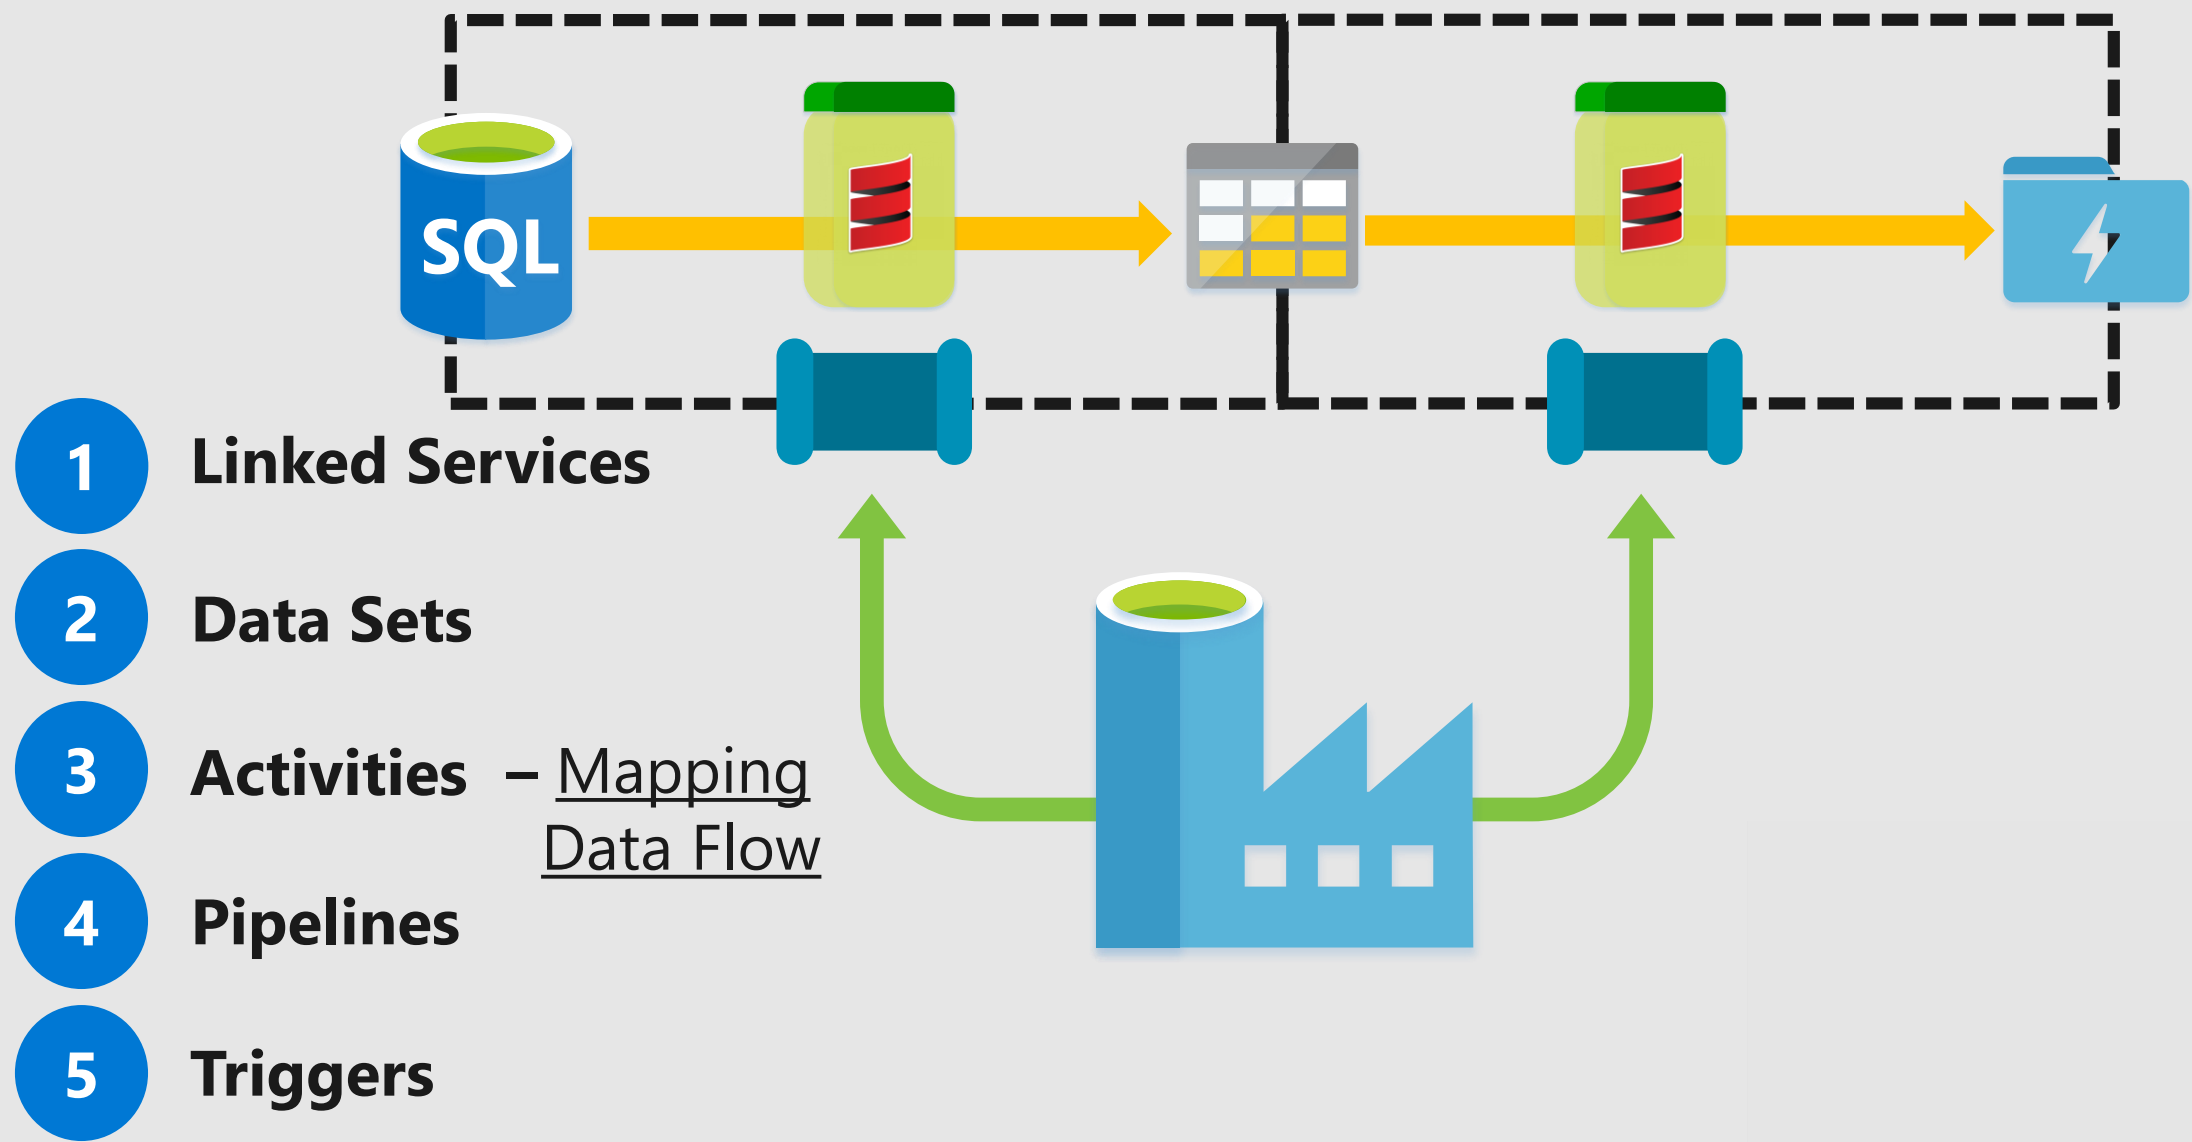 SQL
1 Linked Services
2 Data Sets
3 Activities – Mapping
Data Flow
4 Pipelines
5 Triggers